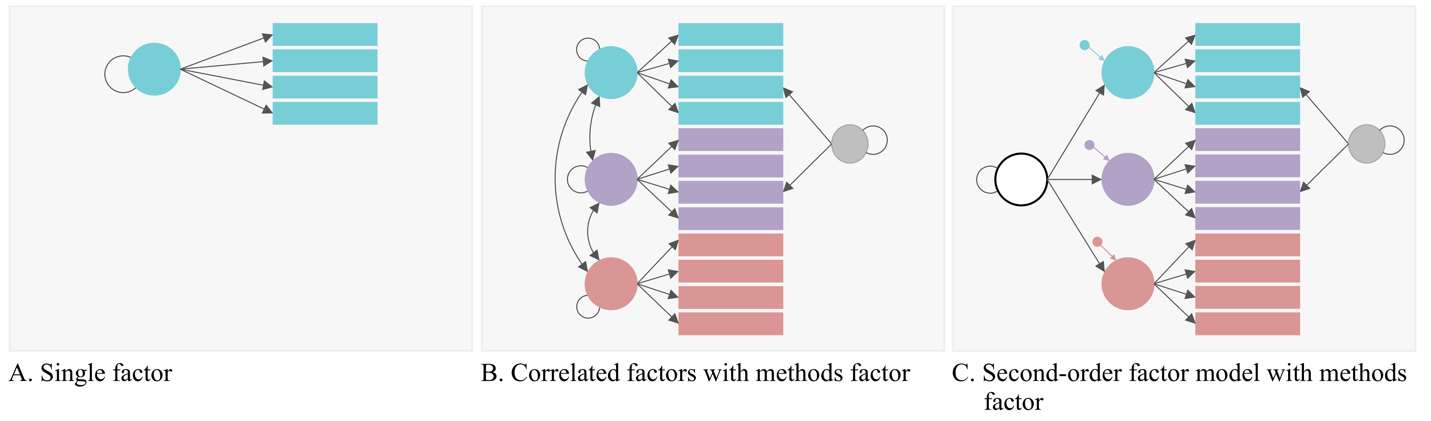 A. Single factor
B. Correlated factors with methods factor
C. Second-order factor model with methods
factor